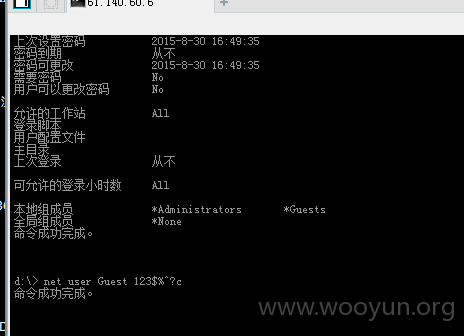 61.140.60.6
上次设置密码 2015-8-30 16:49:35
密码到期 从不
密码可更改 2015-8-30 16:49:35
需要密码 No
用户可以更改密码 No
允许的工作站 All
登录脚本
用户配置文件
主目录
上次登录 从不
可允许的登录小时数 All
本地组成员 *Administrators *Guests
全局组成员 *None
命令成功完成。
d:\> net user Guest 123$%^?c
命令成功完成。
www.wooyun.org